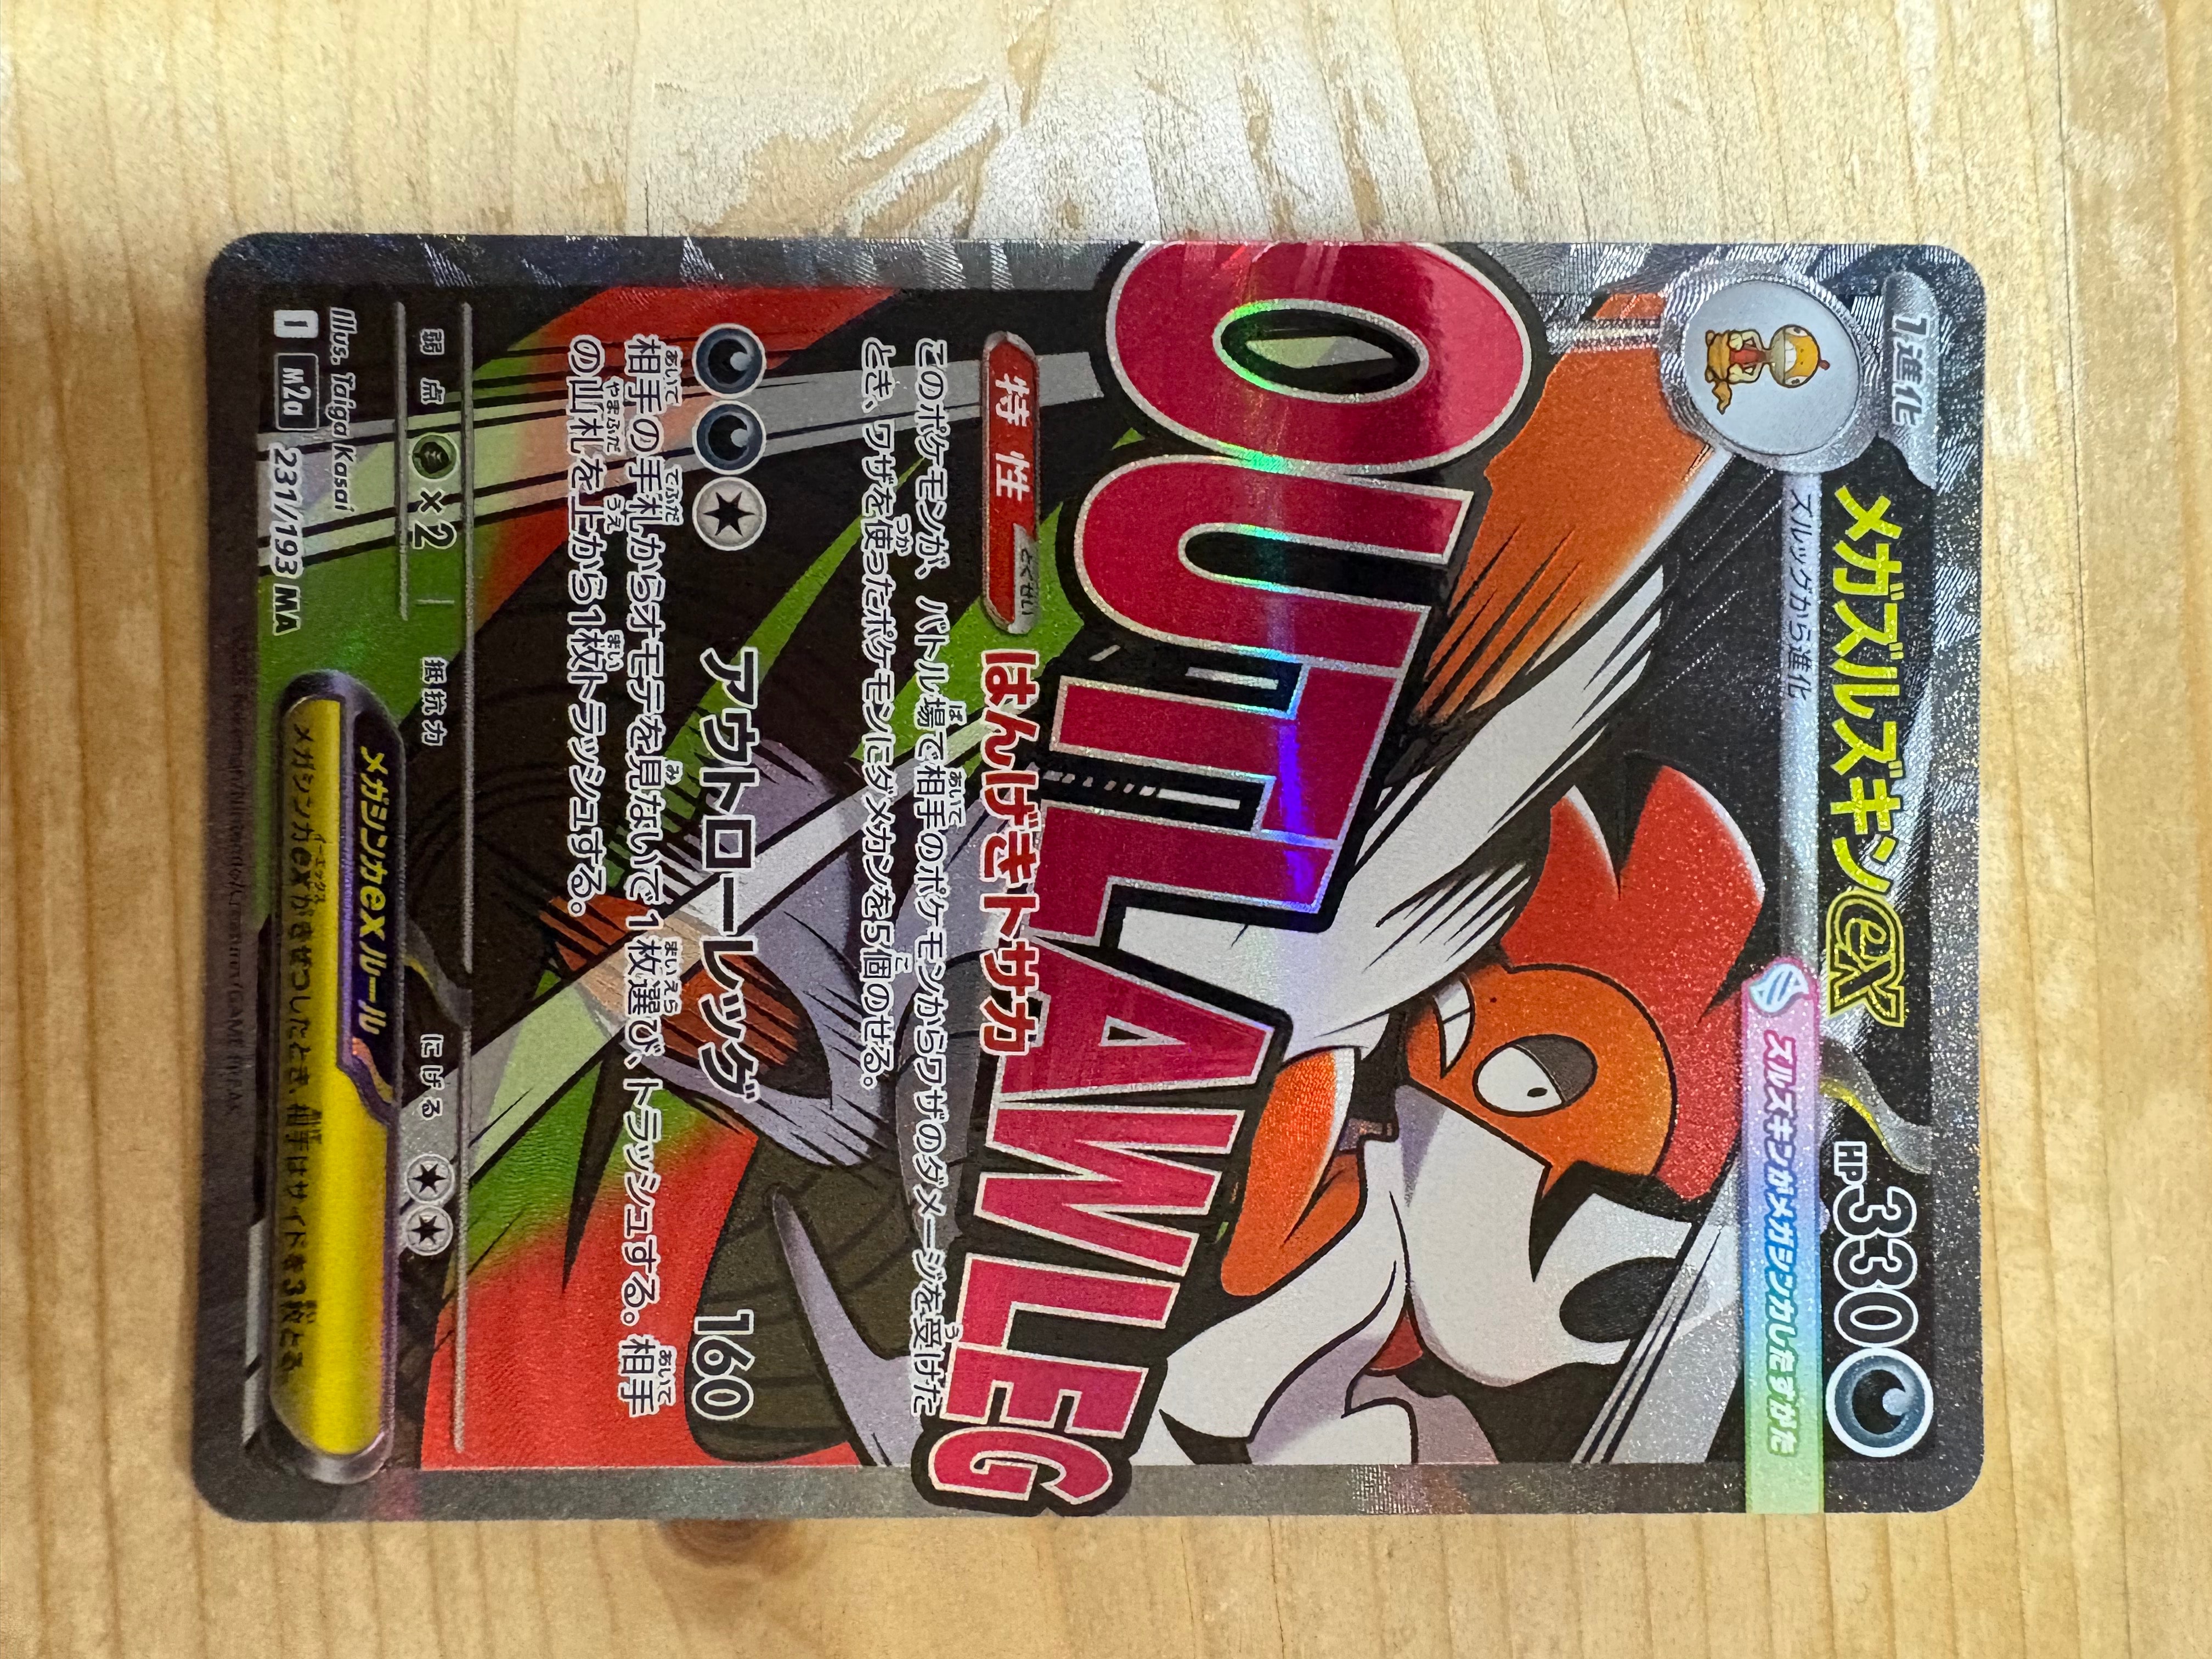 1進化
メガズルズキンex
HP 330
ズルッグから進化
ズルズキンがメガシンカしたすがた
OUTLAW LEG
特性 とくせい
はんげきトサカ
このポケモンが、バトル場で相手のポケモンからワザのダメージを受けた
とき、ワザを使ったポケモンにダメカンを5個のせる。
アウトローレッグ 160
相手の手札からオモテを見ないで1枚選び、トラッシュする。相手
の山札を上から1枚トラッシュする。
弱点 ×2 抵抗力 にげる
Illus. Taiga Kasai
メガシンカexルール
メガシンカexがきぜつしたとき、相手はサイドを3枚とる。
I M2a 231/193 MA